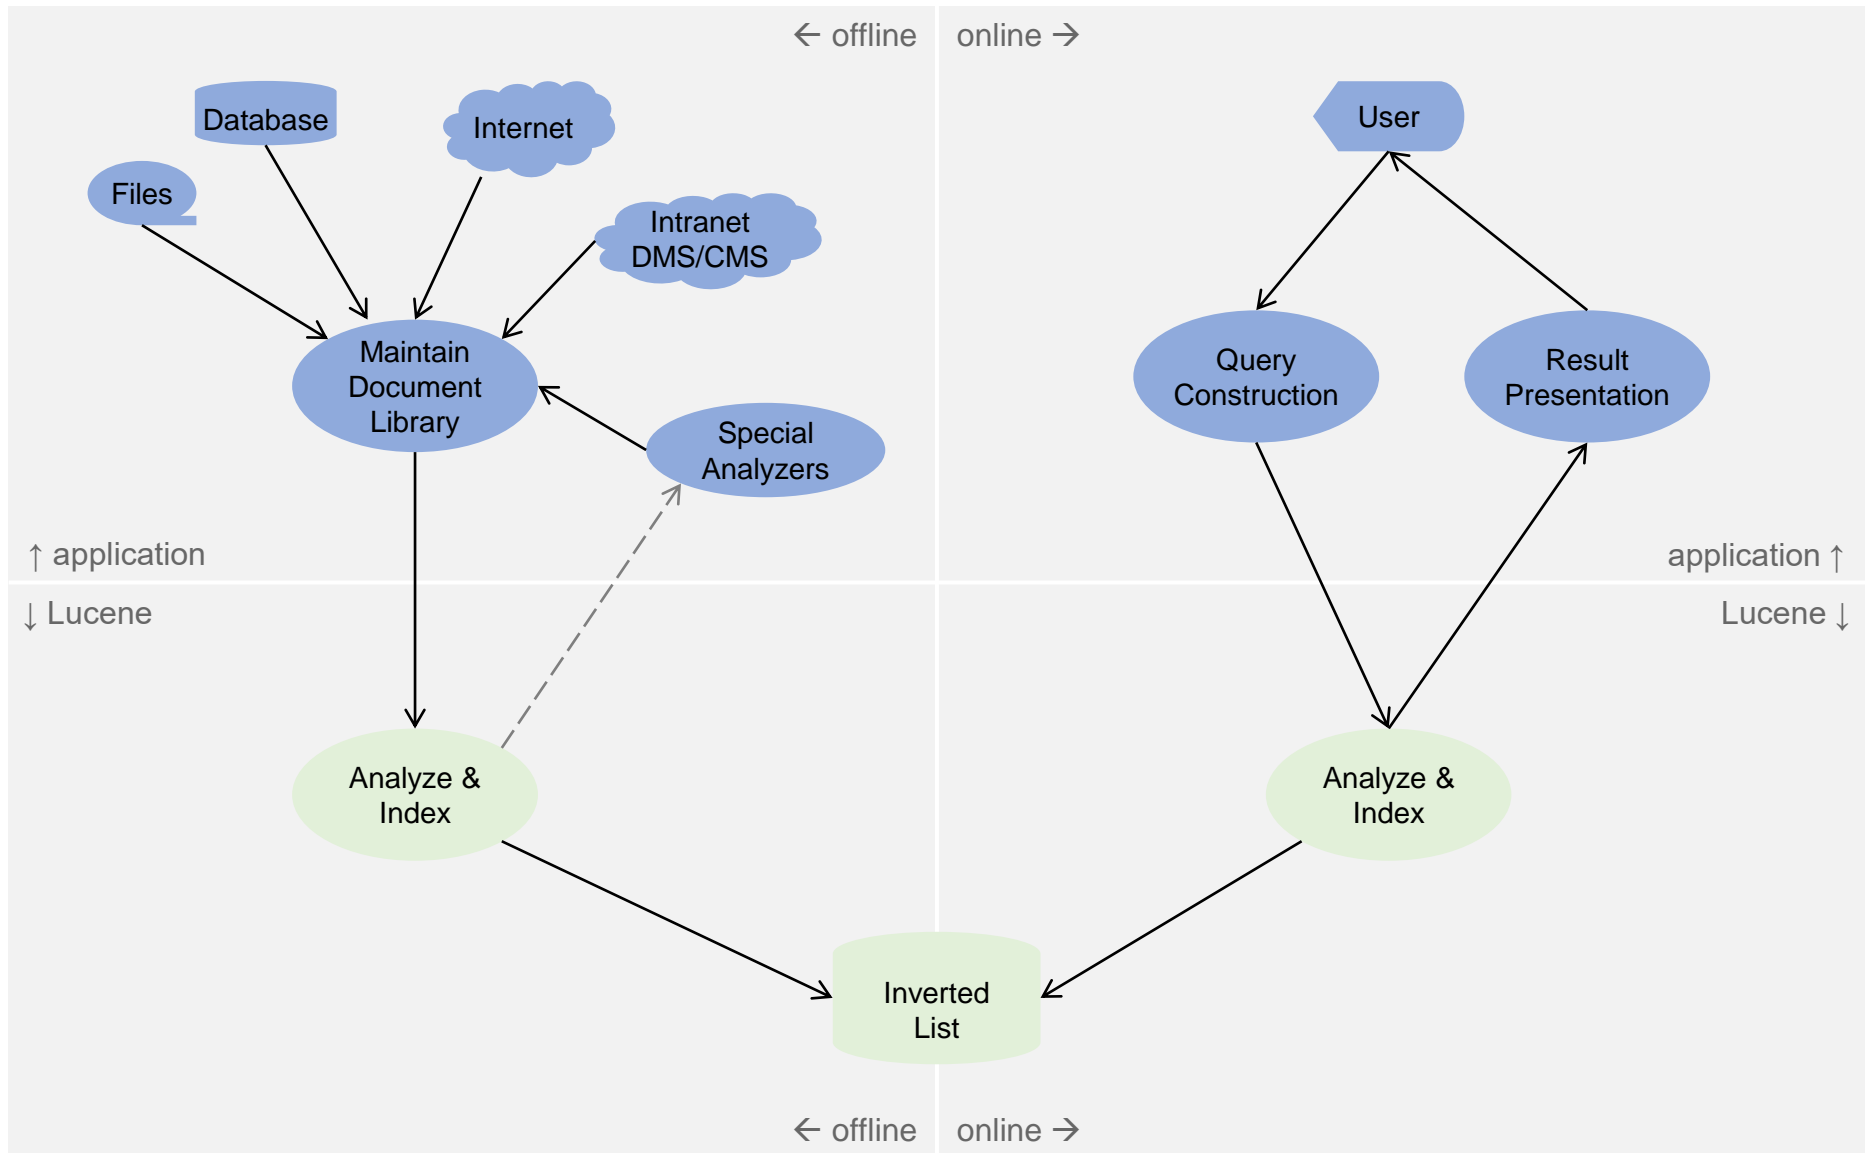 ← offline
online →
Database
Internet
User
Files
Intranet
DMS/CMS
Maintain
Document
Library
Query
Construction
Result
Presentation
Special
Analyzers
↑ application
application ↑
↓ Lucene
Lucene ↓
Analyze &
Index
Analyze &
Index
Inverted
List
← offline
online →